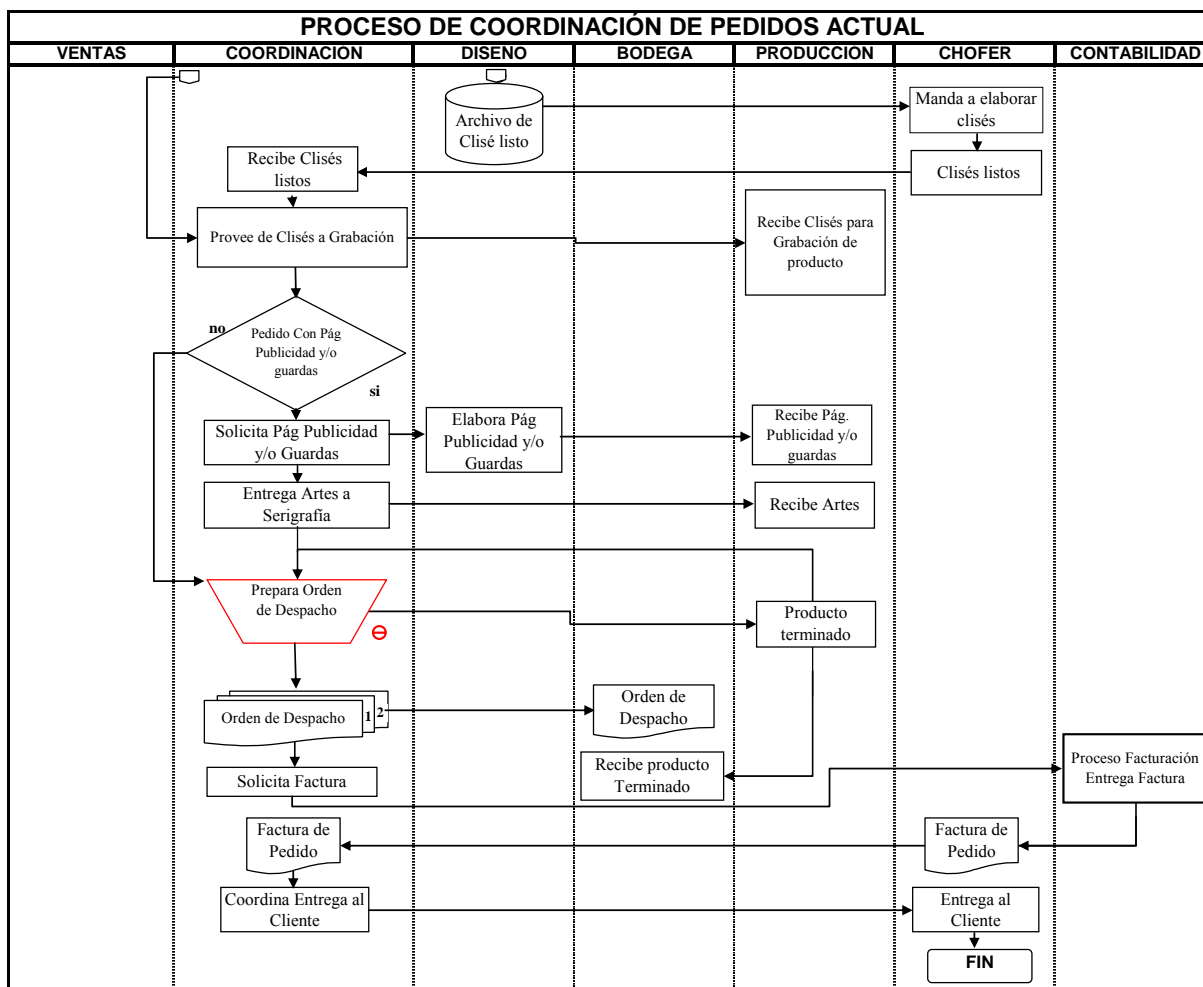 PROCESO DE COORDINACIÓN DE PEDIDOS ACTUAL
VENTAS
COORDINACION
DISENO
BODEGA
PRODUCCION
CHOFER
CONTABILIDAD
Archivo de
Clisé listo
Manda a elaborar
clisés
Recibe Clisés
listos
Clisés listos
Provee de Clisés a Grabación
Recibe Clisés para
Grabación de
producto
no
Pedido Con Pág
Publicidad y/o
guardas
si
Solicita Pág Publicidad
y/o Guardas
Elabora Pág
Publicidad y/o
Guardas
Recibe Pág.
Publicidad y/o
guardas
Entrega Artes a
Serigrafía
Recibe Artes
Prepara Orden
de Despacho
Producto
terminado
Orden de Despacho
1
2
Orden de
Despacho
Solicita Factura
Recibe producto
Terminado
Proceso Facturación
Entrega Factura
Factura de
Pedido
Factura de
Pedido
Coordina Entrega al
Cliente
Entrega al
Cliente
FIN